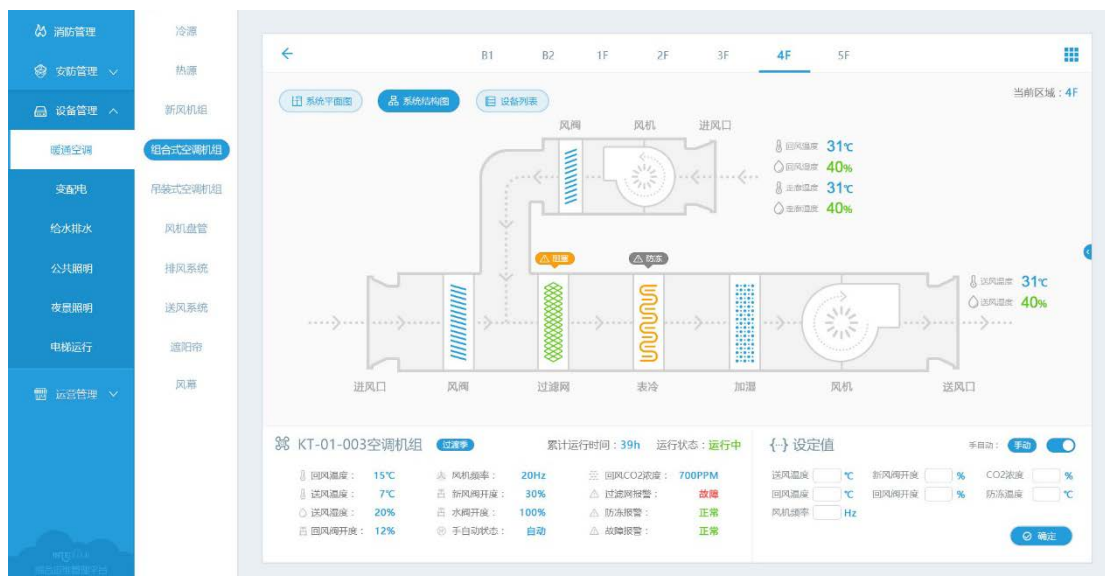 消防管理
安防管理
设备管理
暖通空调
变配电
给水排水
公共照明
夜景照明
电梯运行
运营管理
冷源
热源
新风机组
组合式空调机组
吊装式空调机组
风机盘管
排风系统
送风系统
遮阳帘
风幕
B1 B2 1F 2F 3F 4F 5F
系统平面图 系统结构图 设备列表
当前区域：4F
风阀 风机 进风口
回风温度 31℃
回风湿度 40%
31℃
40%
阻塞 防冻
送风温度 31℃
送风湿度 40%
进风口 风阀 过滤网 表冷 加湿 风机 送风口
KT-01-003空调机组 过渡季 累计运行时间：39h 运行状态：运行中
回风温度： 15℃ 风机频率： 20Hz 回风CO2浓度： 700PPM
送风温度： 7℃ 新风阀开度： 30% 过滤网报警： 故障
送风湿度： 20% 水阀开度： 100% 防冻报警： 正常
回风阀开度： 12% 手自动状态： 自动 故障报警： 正常
{··} 设定值 手自动： 手动
送风温度 ℃ 新风阀开度 % CO2浓度 %
回风温度 ℃ 回风阀开度 % 防冻温度 ℃
风机频率 Hz
确定